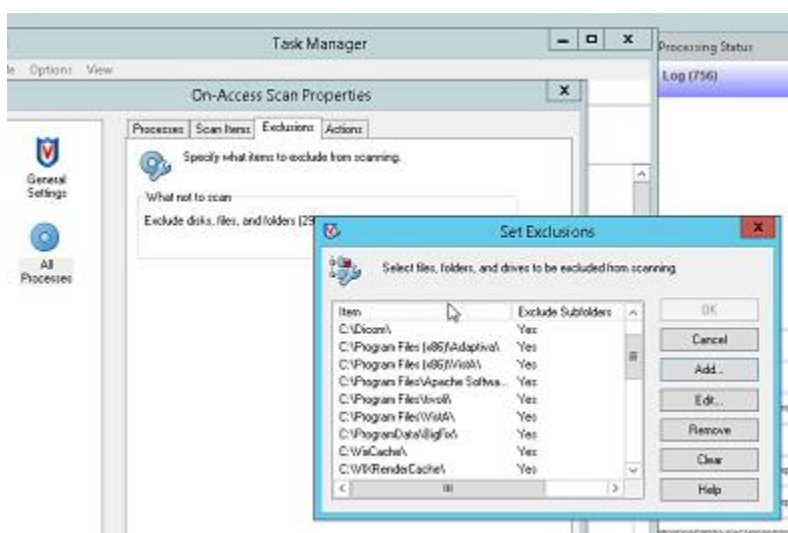 Task Manager
Processing Status
Options View
Log (756)
On-Access Scan Properties
Processes Scan Items Exclusions Actions
Specify what items to exclude from scanning.
General
Settings
What not to scan
Exclude disks, files, and folders (29
All
Processes
Set Exclusions
Select files, folders, and drives to be excluded from scanning.
Item Exclude Subfolders
C:\Dicom\ Yes
C:\Program Files (x86)\Adaptiva\ Yes
C:\Program Files (x86)\VistA\ Yes
C:\Program Files\Apache Softwa... Yes
C:\Program Files\tivoli\ Yes
C:\Program Files\VistA\ Yes
C:\ProgramData\BigFix\ Yes
C:\VixCache\ Yes
C:\VIXRenderCache\ Yes
OK
Cancel
Add...
Edit...
Remove
Clear
Help